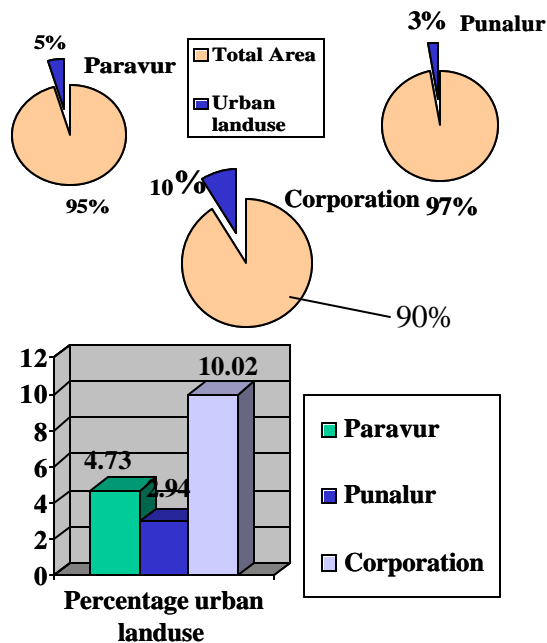 5%
Paravur
95%
Total Area
Urban
landuse
3%
Punalur
97%
10%
Corporation
90%
12
10
8
6
4
2
0
4.73
2.94
10.02
Percentage urban
landuse
Paravur
Punalur
Corporation